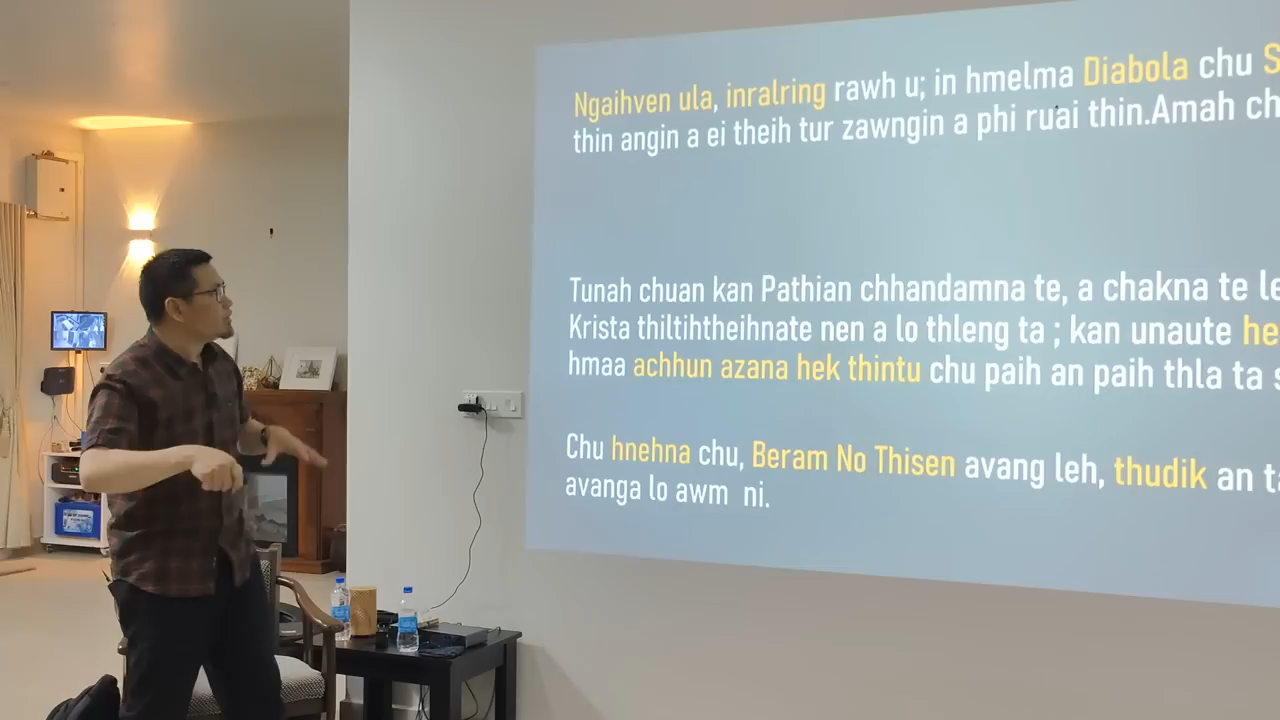 Ngaihven ula, inralring rawh u; in hmelma Diabola chu S
thin angin a ei theih tur zawngin a phi ruai thin.Amah ch
Tunah chuan kan Pathian chhandamna te, a chakna te le
Krista thiltihtheihnate nen a lo thleng ta ; kan unaute he
hmaa achhun azana hek thintu chu paih an paih thla ta s
Chu hnehna chu, Beram No Thisen avang leh, thudik an ta
avanga lo awm ni.